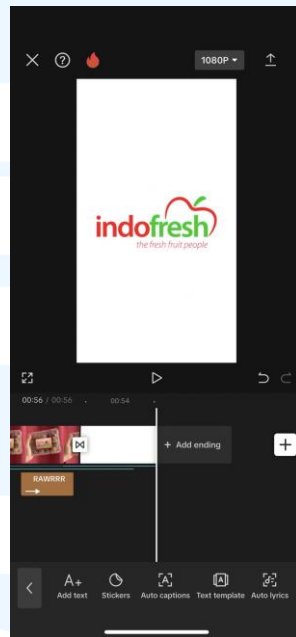 1080P
indofresh
the fresh fruit people
00:56 / 00:56
00:54
+ Add ending
RAWRRR
A+
Add text
Stickers
Auto captions
Text template
Auto lyrics